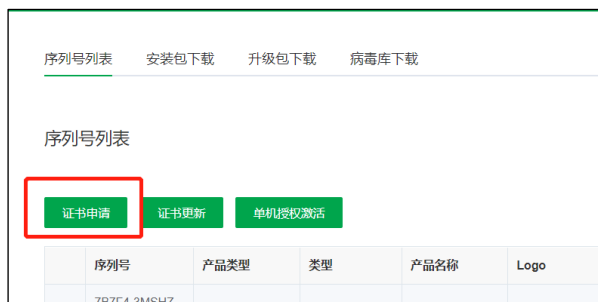 序列号列表 安装包下载 升级包下载 病毒库下载
序列号列表
证书申请 证书更新 单机授权激活
序列号 产品类型 类型 产品名称 Logo